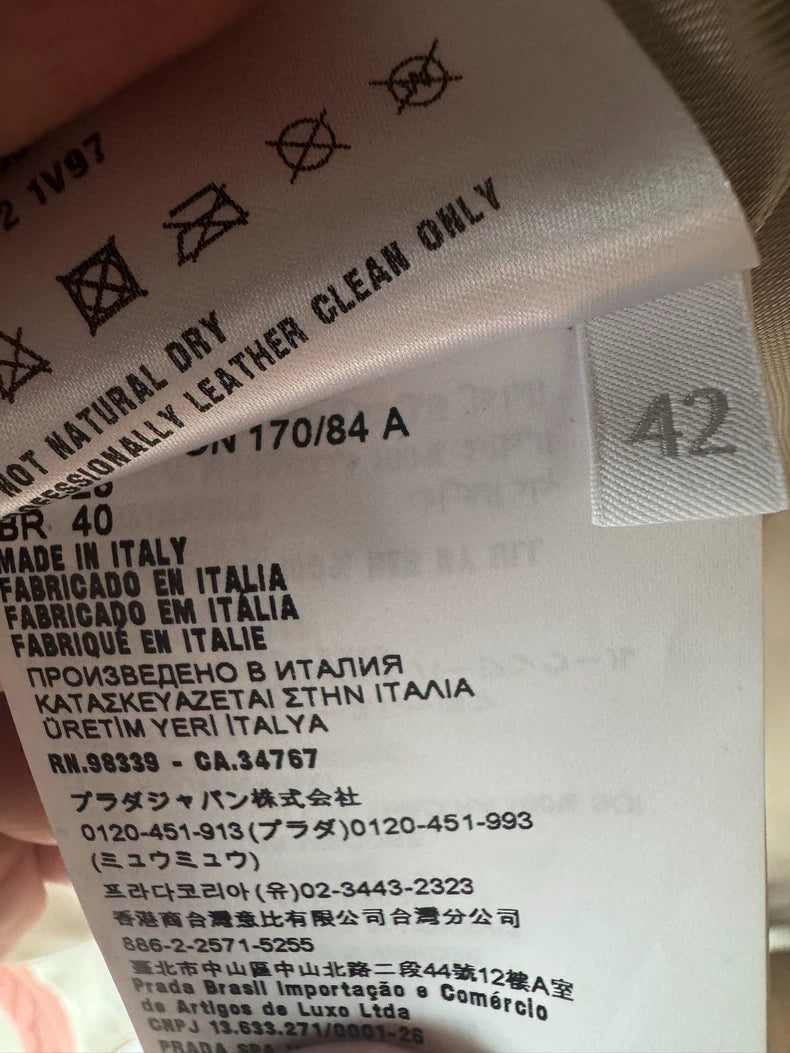 2 1V97
NOT NATURAL DRY
PROFESSIONALLY LEATHER CLEAN ONLY
42
170/84 A
BR 40
MADE IN ITALY
FABRICADO EN ITALIA
FABRICADO EM ITÁLIA
FABRIQUÉ EN ITALIE
ПРОИЗВЕДЕНО В ИТАЛИЯ
ΚΑΤΑΣΚΕΥΑΖΕΤΑΙ ΣΤΗΝ ΙΤΑΛΙΑ
ÜRETİM YERİ İTALYA
RN.98339 - CA.34767
プラダジャパン株式会社
0120-451-913(プラダ)0120-451-993
(ミュウミュウ)
프라다코리아(유)02-3443-2323
香港商台灣意比有限公司台灣分公司
886-2-2571-5255
臺北市中山區中山北路二段44號12樓A室
Prada Brasil Importação e Comércio
de Artigos de Luxo Ltda
CNPJ 13.633.271/0001-26
PRADA SPA